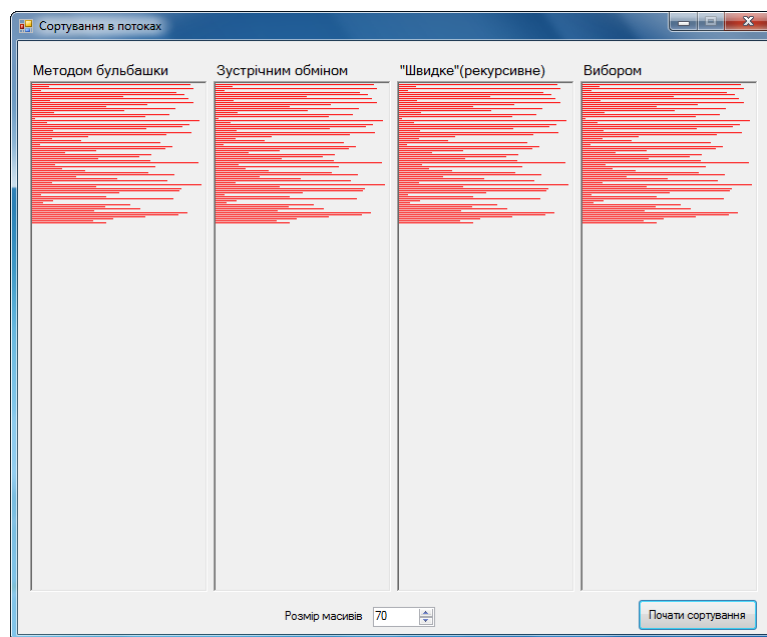 Сортування в потоках
Методом бульбашки
Зустрічним обміном
"Швидке"(рекурсивне)
Вибором
Розмір масивів 70
Почати сортування